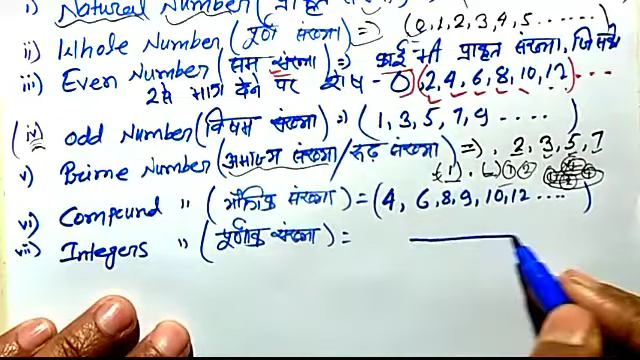 i) Natural Number (
ii) Whole Number (पूर्ण संख्या) => (0,1,2,3,4,5......)
iii) Even Number (सम संख्या) => कोई भी प्राकृत संख्या, जिसमें
2 से भाग देने पर शेष - 0 (2,4,6,8,10,12)...
iv) odd Number (विषम संख्या) => (1,3,5,7,9....)
v) Prime Number (अभाज्य संख्या/रूढ़ संख्या) => 2,3,5,7
vi) Compound " (यौगिक संख्या) = (4,6,8,9,10,12....)
vii) Integers " (पूर्णांक संख्या) =